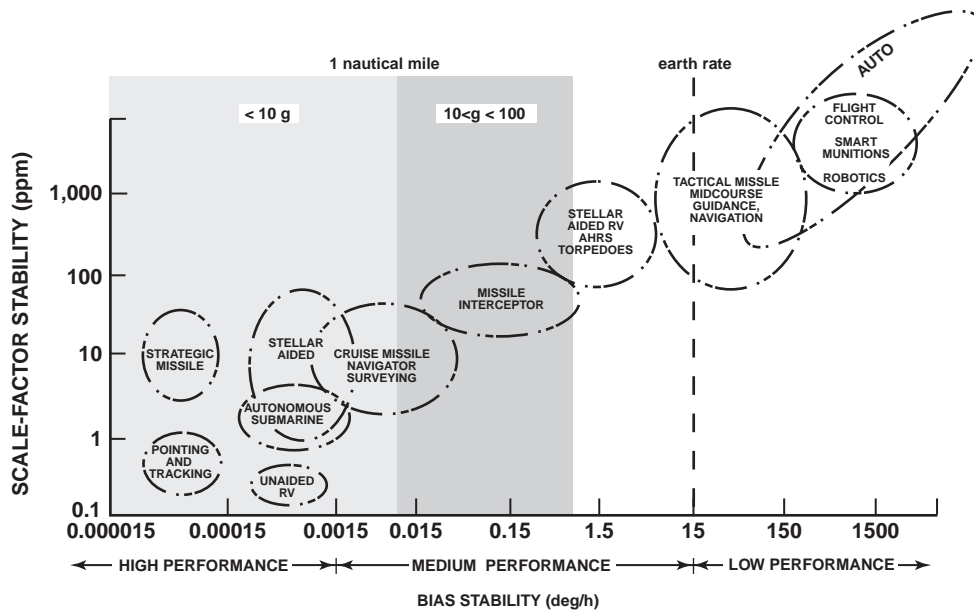 1 nautical mile
earth rate
< 10 g
10<g < 100
AUTO
FLIGHT
CONTROL
SMART
MUNITIONS
ROBOTICS
TACTICAL MISSLE
MIDCOURSE
GUIDANCE,
NAVIGATION
STELLAR
AIDED RV
AHRS
TORPEDOES
MISSILE
INTERCEPTOR
STRATEGIC
MISSILE
STELLAR
AIDED
CRUISE MISSILE
NAVIGATOR
SURVEYING
AUTONOMOUS
SUBMARINE
POINTING
AND
TRACKING
UNAIDED
RV
SCALE-FACTOR STABILITY (ppm)
1,000
100
10
1
0.1
0.000015
0.00015
0.0015
0.015
0.15
1.5
15
150
1500
HIGH PERFORMANCE
MEDIUM PERFORMANCE
LOW PERFORMANCE
BIAS STABILITY (deg/h)